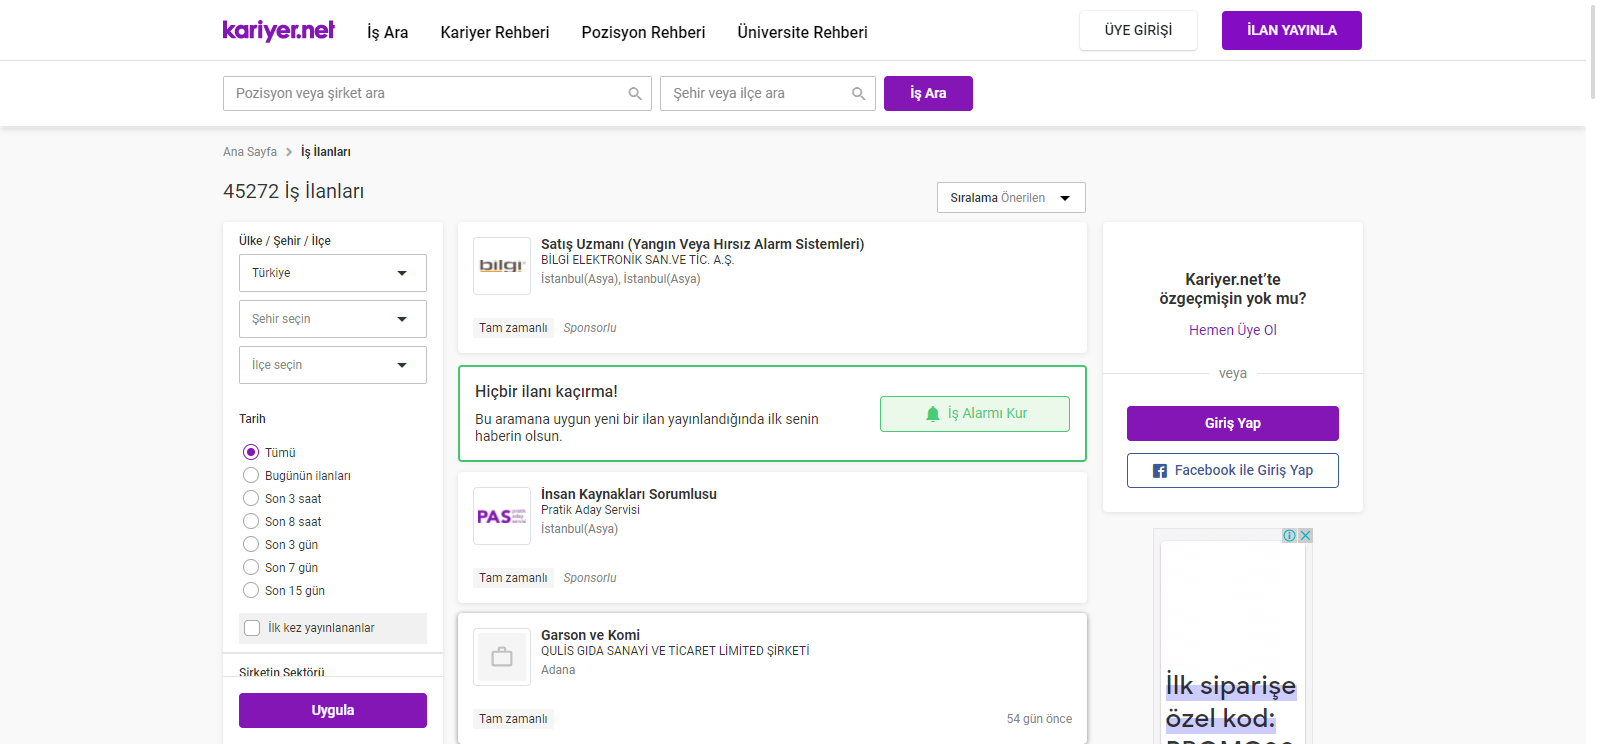 kariyer.net
İş Ara
Kariyer Rehberi
Pozisyon Rehberi
Üniversite Rehberi
ÜYE GİRİŞİ
İLAN YAYINLA
Pozisyon veya şirket ara
Şehir veya ilçe ara
İş Ara
Ana Sayfa
İş İlanları
45272 İş İlanları
Sıralama Önerilen
Ülke / Şehir / İlçe
Türkiye
Şehir seçin
İlçe seçin
Tarih
Tümü
Bugünün ilanları
Son 3 saat
Son 8 saat
Son 3 gün
Son 7 gün
Son 15 gün
İlk kez yayınlananlar
Şirketin Sektörü
Uygula
bilgi
Satış Uzmanı (Yangın Veya Hırsız Alarm Sistemleri)
BİLGİ ELEKTRONİK SAN.VE TİC. A.Ş.
İstanbul(Asya), İstanbul(Asya)
Tam zamanlı Sponsorlu
Hiçbir ilanı kaçırma!
Bu aramana uygun yeni bir ilan yayınlandığında ilk senin
haberin olsun.
İş Alarmı Kur
PAS pratik aday servisi
İnsan Kaynakları Sorumlusu
Pratik Aday Servisi
İstanbul(Asya)
Tam zamanlı Sponsorlu
Garson ve Komi
QULİS GIDA SANAYİ VE TİCARET LİMİTED ŞİRKETİ
Adana
Tam zamanlı
54 gün önce
Kariyer.net'te
özgeçmişin yok mu?
Hemen Üye Ol
veya
Giriş Yap
Facebook ile Giriş Yap
İlk siparişe
özel kod: